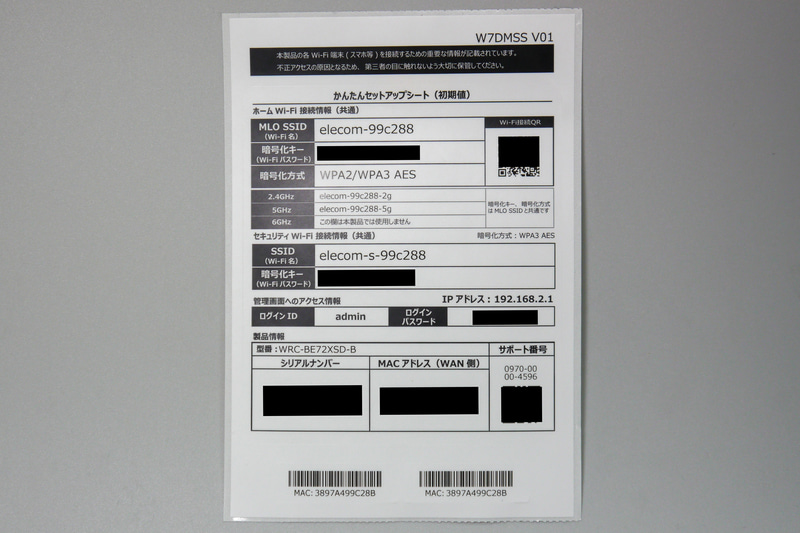 W7DMSS V01
本製品の各 Wi-Fi 端末 ( スマホ等 ) を接続するための重要な情報が記載されています。
不正アクセスの原因となるため、第三者の目に触れないよう大切に保管してください。
かんたんセットアップシート（初期値）
ホーム Wi-Fi 接続情報（共通）
MLO SSID
(Wi-Fi 名)
elecom-99c288
Wi-Fi接続QR
暗号化キー
(Wi-Fi パスワード)
暗号化方式
WPA2/WPA3 AES
2.4GHz
elecom-99c288-2g
5GHz
elecom-99c288-5g
6GHz
この欄は本製品では使用しません
暗号化キー、暗号化方式
は MLO SSID と共通です
セキュリティ Wi-Fi 接続情報（共通）
暗号化方式：WPA3 AES
SSID
(Wi-Fi 名)
elecom-s-99c288
暗号化キー
(Wi-Fi パスワード)
管理画面へのアクセス情報
IP アドレス：192.168.2.1
ログイン ID
admin
ログイン
パスワード
製品情報
型番：WRC-BE72XSD-B
サポート番号
シリアルナンバー
MAC アドレス（WAN 側）
0970-00
00-4596
MAC: 3897A499C28B
MAC: 3897A499C28B